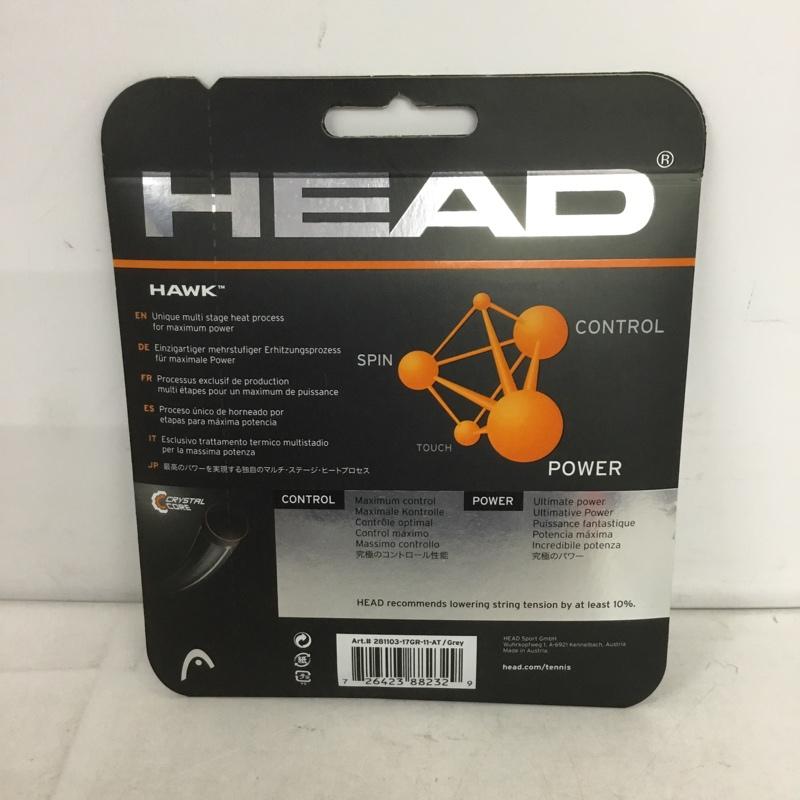 HEAD®
HAWK™
EN Unique multi stage heat process
for maximum power
DE Einzigartiger mehrstufiger Erhitzungsprozess
für maximale Power
FR Processus exclusif de production
multi étapes pour un maximum de puissance
ES Proceso único de horneado por
etapas para máxima potencia
IT Esclusivo trattamento termico multistadio
per la massima potenza
JP 最高のパワーを実現する独自のマルチ・ステージ・ヒートプロセス
CONTROL
SPIN
TOUCH
POWER
CRYSTAL
CORE
CONTROL
Maximum control
Maximale Kontrolle
Contrôle optimal
Control máximo
Massimo controllo
究極のコントロール性能
POWER
Ultimate power
Ultimative Power
Puissance fantastique
Potencia máxima
Incredibile potenza
究極のパワー
HEAD recommends lowering string tension by at least 10%.
紙
Art.# 281103-17GR-11-AT / Grey
7 26423 88232 9
HEAD Sport GmbH
Wuhrkopfweg 1, A-6921 Kennelbach, Austria
Made in Austria
head.com/tennis